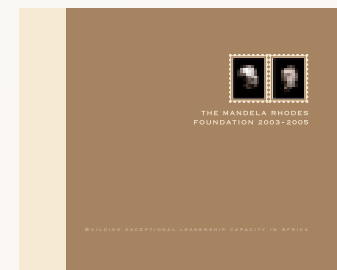 THE MANDELA RHODES
FOUNDATION 2003-2005
BUILDING EXCEPTIONAL LEADERSHIP CAPACITY IN AFRICA